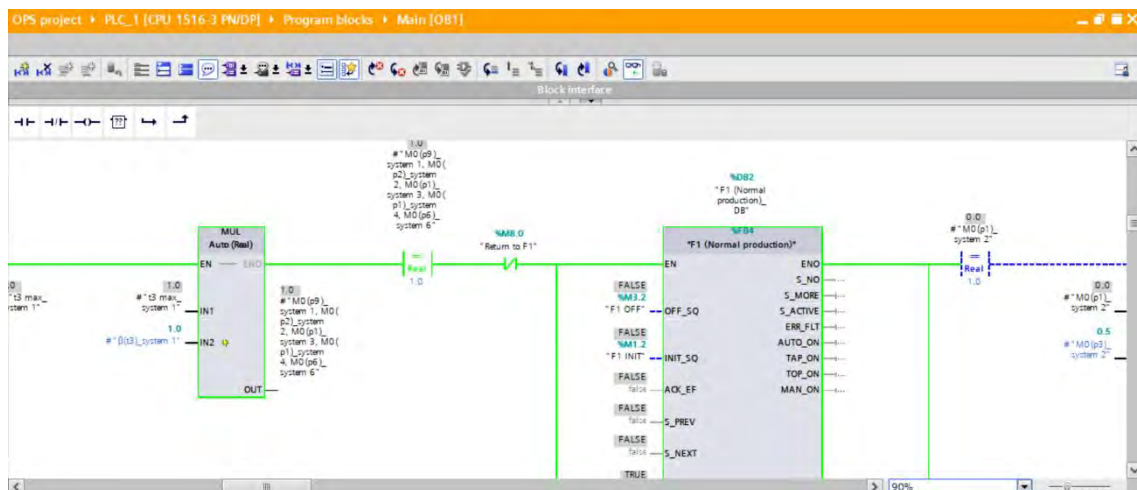 OPS project ▸ PLC_1 [CPU 1516-3 PN/DP] ▸ Program blocks ▸ Main [OB1]
Block interface
1.0
#"M0(p9)_
system 1, M0(
p2)_system
2, M0(p1)_
system 3, M0(
p1)_system
4, M0(p6)_
system 6"
==
Real
1.0
%M8.0
"Return to F1"
MUL
Auto (Real)
EN
ENO
1.0
#"t3 max_
system 1"
IN1
1.0
#"β(t3)_system 1"
IN2
OUT
1.0
#"M0(p9)_
system 1, M0(
p2)_system
2, M0(p1)_
system 3, M0(
p1)_system
4, M0(p6)_
system 6"
%DB2
"F1 (Normal
production)_
DB"
%FB4
"F1 (Normal production)"
EN
ENO
FALSE
%M3.2
"F1 OFF"
OFF_SQ
FALSE
%M1.2
"F1 INIT"
INIT_SQ
FALSE
false
ACK_EF
FALSE
false
S_PREV
FALSE
false
S_NEXT
TRUE
S_NO
S_MORE
S_ACTIVE
ERR_FLT
AUTO_ON
TAP_ON
TOP_ON
MAN_ON
0.0
#"M0(p1)_
system 2"
==
Real
1.0
0.0
#"M0(p1)_
system 2"
0.5
#"M0(p3)_
system 2"
90%